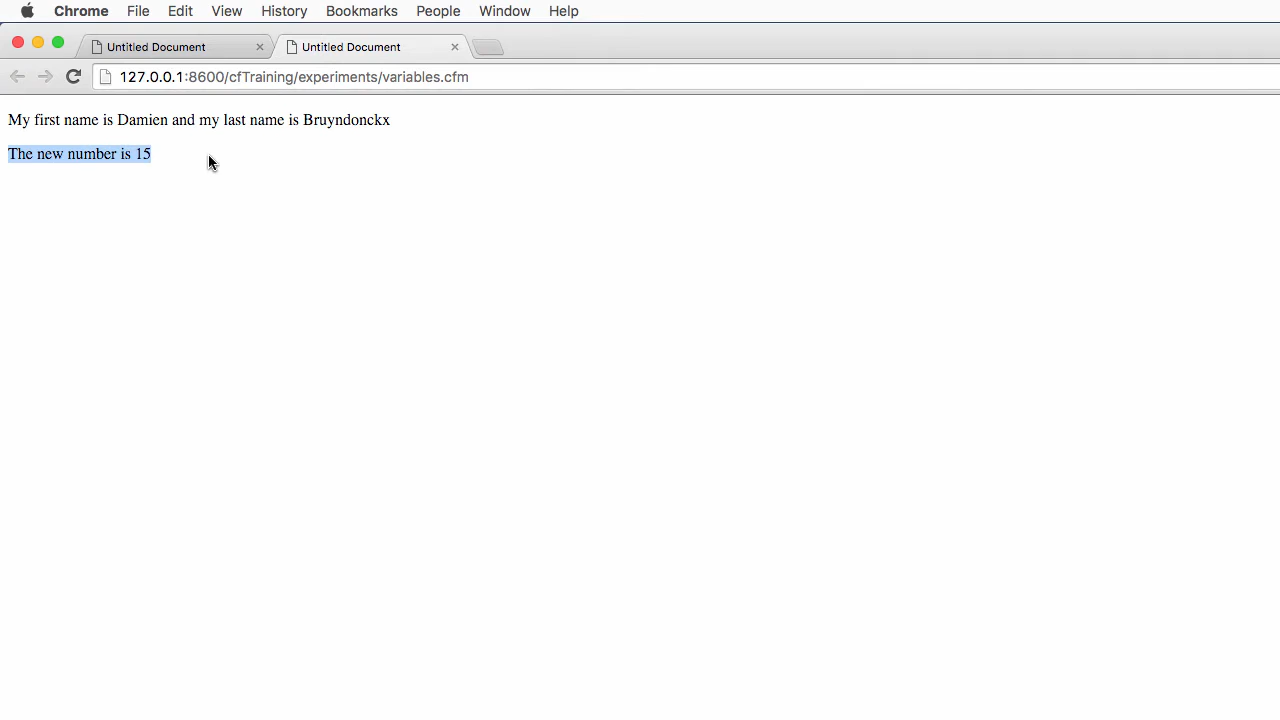 Chrome File Edit View History Bookmarks People Window Help
Untitled Document Untitled Document
127.0.0.1:8600/cfTraining/experiments/variables.cfm
My first name is Damien and my last name is Bruyndonckx
The new number is 15